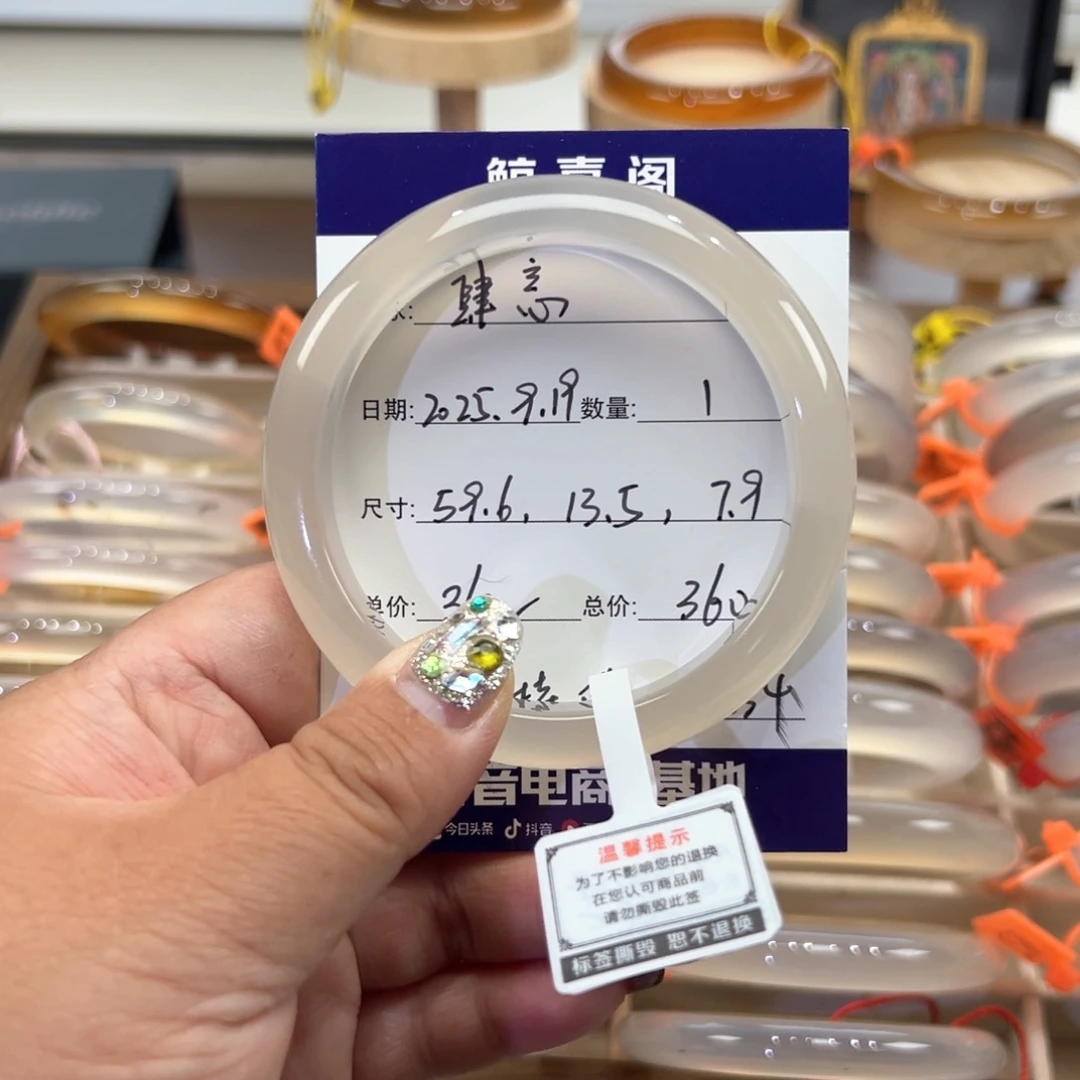 鲸喜阁
肆
日期: 2025.9.19 数量: 1
尺寸: 59.6, 13.5, 7.9
单价: 总价: 360
音电商 基地
今日头条 抖音
温馨提示
为了不影响您的退换
在您认可商品前
请勿撕毁此签
标签撕毁 恕不退换